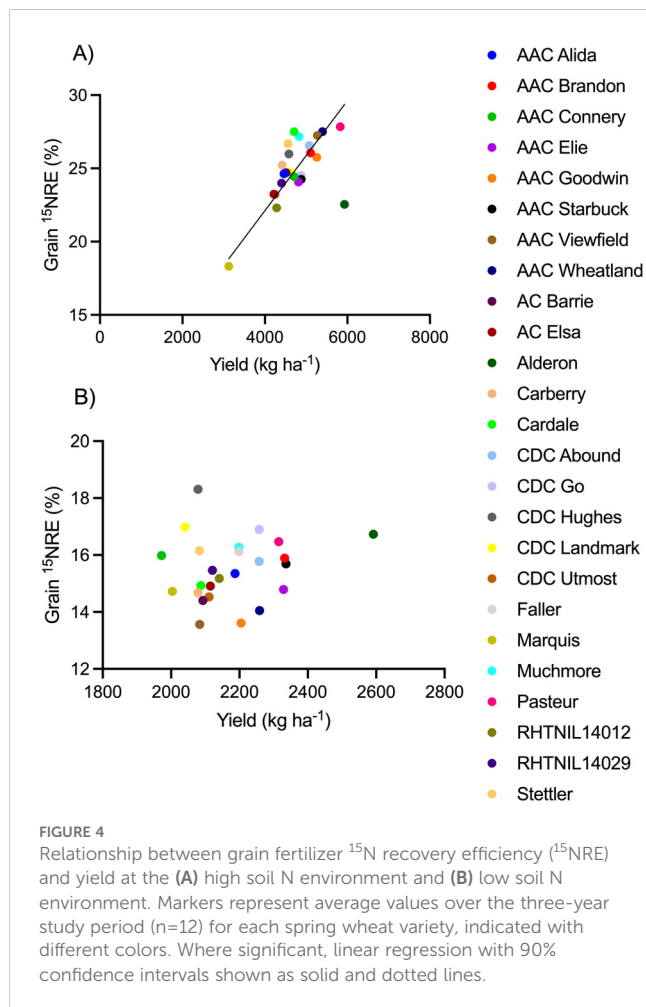 A)
Grain ¹⁵NRE (%)
30
25
20
15
0
2000
4000
6000
8000
Yield (kg ha⁻¹)
B)
Grain ¹⁵NRE (%)
20
18
16
14
12
1800
2000
2200
2400
2600
2800
Yield (kg ha⁻¹)
AAC Alida
AAC Brandon
AAC Connery
AAC Elie
AAC Goodwin
AAC Starbuck
AAC Viewfield
AAC Wheatland
AC Barrie
AC Elsa
Alderon
Carberry
Cardale
CDC Abound
CDC Go
CDC Hughes
CDC Landmark
CDC Utmost
Faller
Marquis
Muchmore
Pasteur
RHTNIL14012
RHTNIL14029
Stettler
FIGURE 4
Relationship between grain fertilizer ¹⁵N recovery efficiency (¹⁵NRE)
and yield at the (A) high soil N environment and (B) low soil N
environment. Markers represent average values over the three-year
study period (n=12) for each spring wheat variety, indicated with
different colors. Where significant, linear regression with 90%
confidence intervals shown as solid and dotted lines.